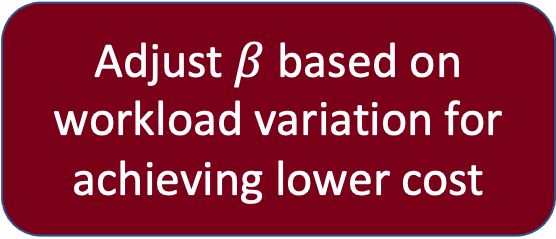 Adjust 𝛽 based on
workload variation for
achieving lower cost